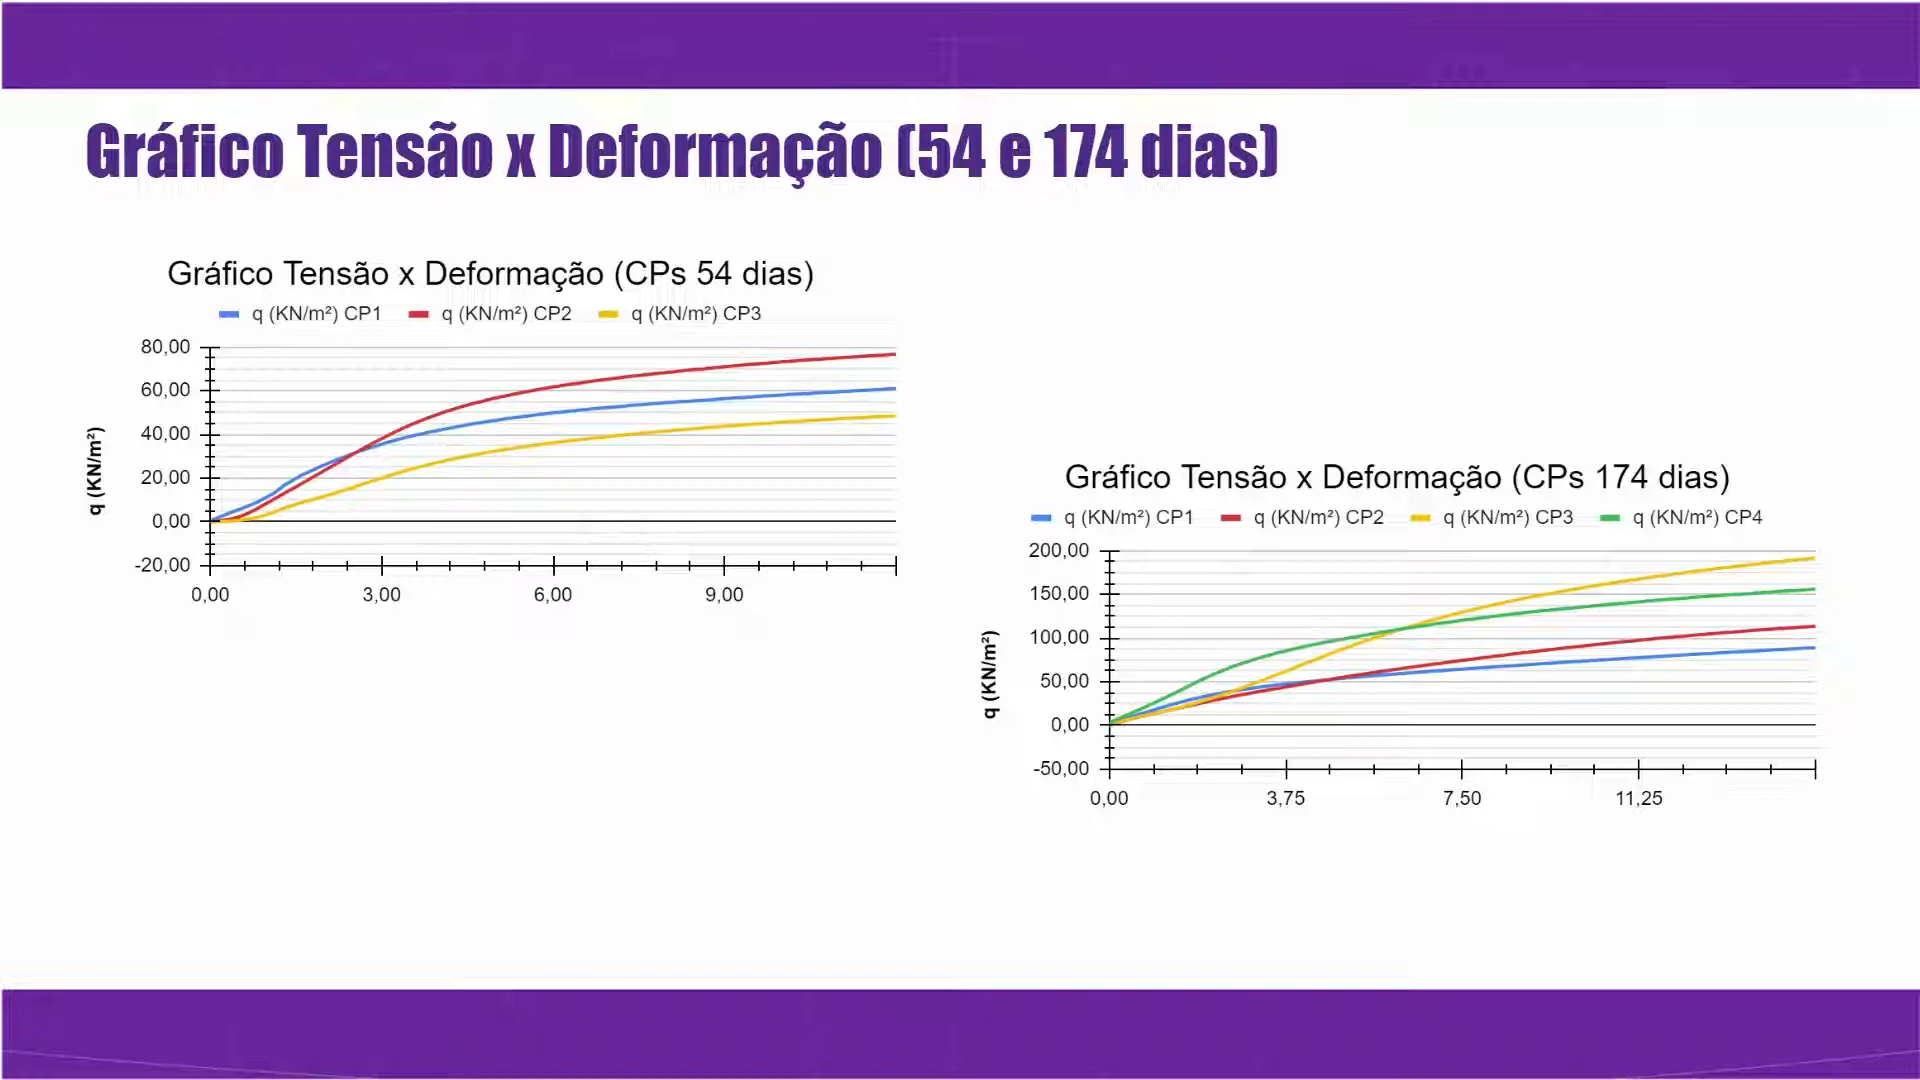 Gráfico Tensão x Deformação (54 e 174 dias)
Gráfico Tensão x Deformação (CPs 54 dias)
q (KN/m²) CP1 q (KN/m²) CP2 q (KN/m²) CP3
80,00
60,00
40,00
20,00
0,00
-20,00
q (KN/m²)
0,00 3,00 6,00 9,00
Gráfico Tensão x Deformação (CPs 174 dias)
q (KN/m²) CP1 q (KN/m²) CP2 q (KN/m²) CP3 q (KN/m²) CP4
200,00
150,00
100,00
50,00
0,00
-50,00
q (KN/m²)
0,00 3,75 7,50 11,25